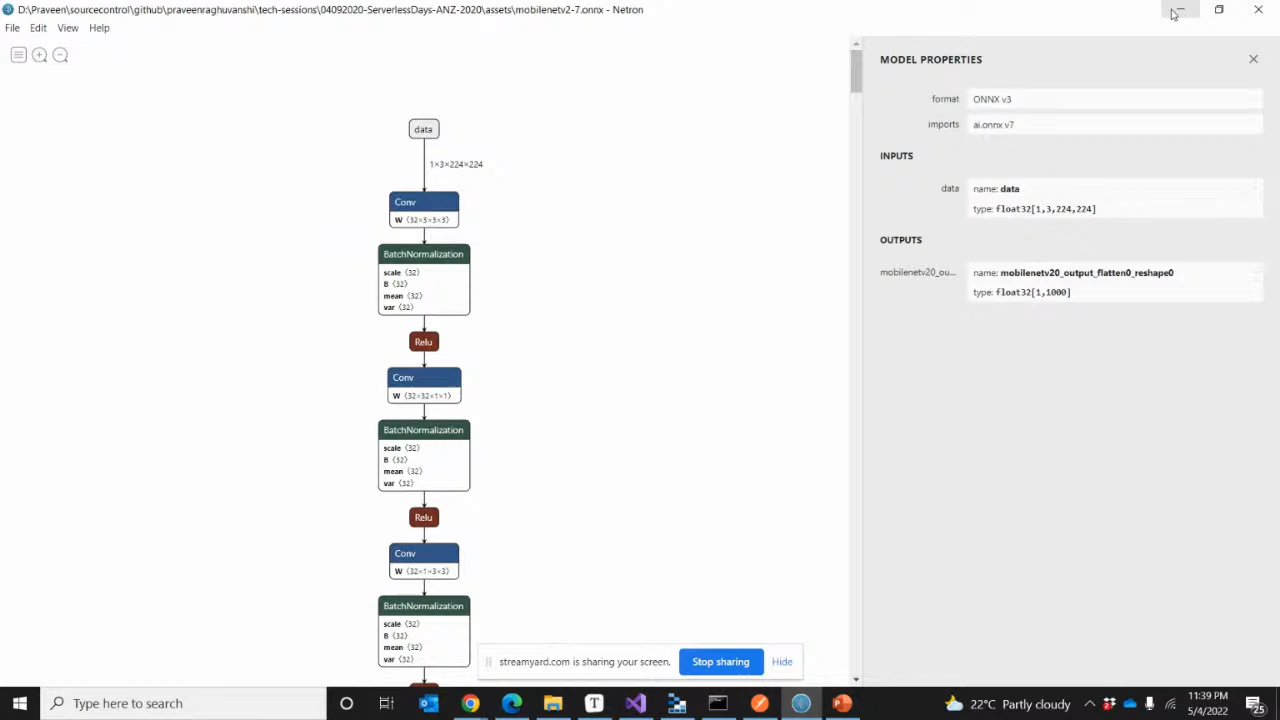 D:\Praveen\sourcecontrol\github\praveenraghuvanshi\tech-sessions\04092020-ServerlessDays-ANZ-2020\assets\mobilenetv2-7.onnx - Netron
File Edit View Help
data
1×3×224×224
Conv
W ⟨32×3×3×3⟩
BatchNormalization
scale ⟨32⟩
B ⟨32⟩
mean ⟨32⟩
var ⟨32⟩
Relu
Conv
W ⟨32×32×1×1⟩
BatchNormalization
scale ⟨32⟩
B ⟨32⟩
mean ⟨32⟩
var ⟨32⟩
Relu
Conv
W ⟨32×1×3×3⟩
BatchNormalization
scale ⟨32⟩
B ⟨32⟩
mean ⟨32⟩
var ⟨32⟩
MODEL PROPERTIES
format ONNX v3
imports ai.onnx v7
INPUTS
data name: data
type: float32[1,3,224,224]
OUTPUTS
mobilenetv20_ou... name: mobilenetv20_output_flatten0_reshape0
type: float32[1,1000]
streamyard.com is sharing your screen. Stop sharing Hide
Type here to search
22°C Partly cloudy
11:39 PM
5/4/2022
25